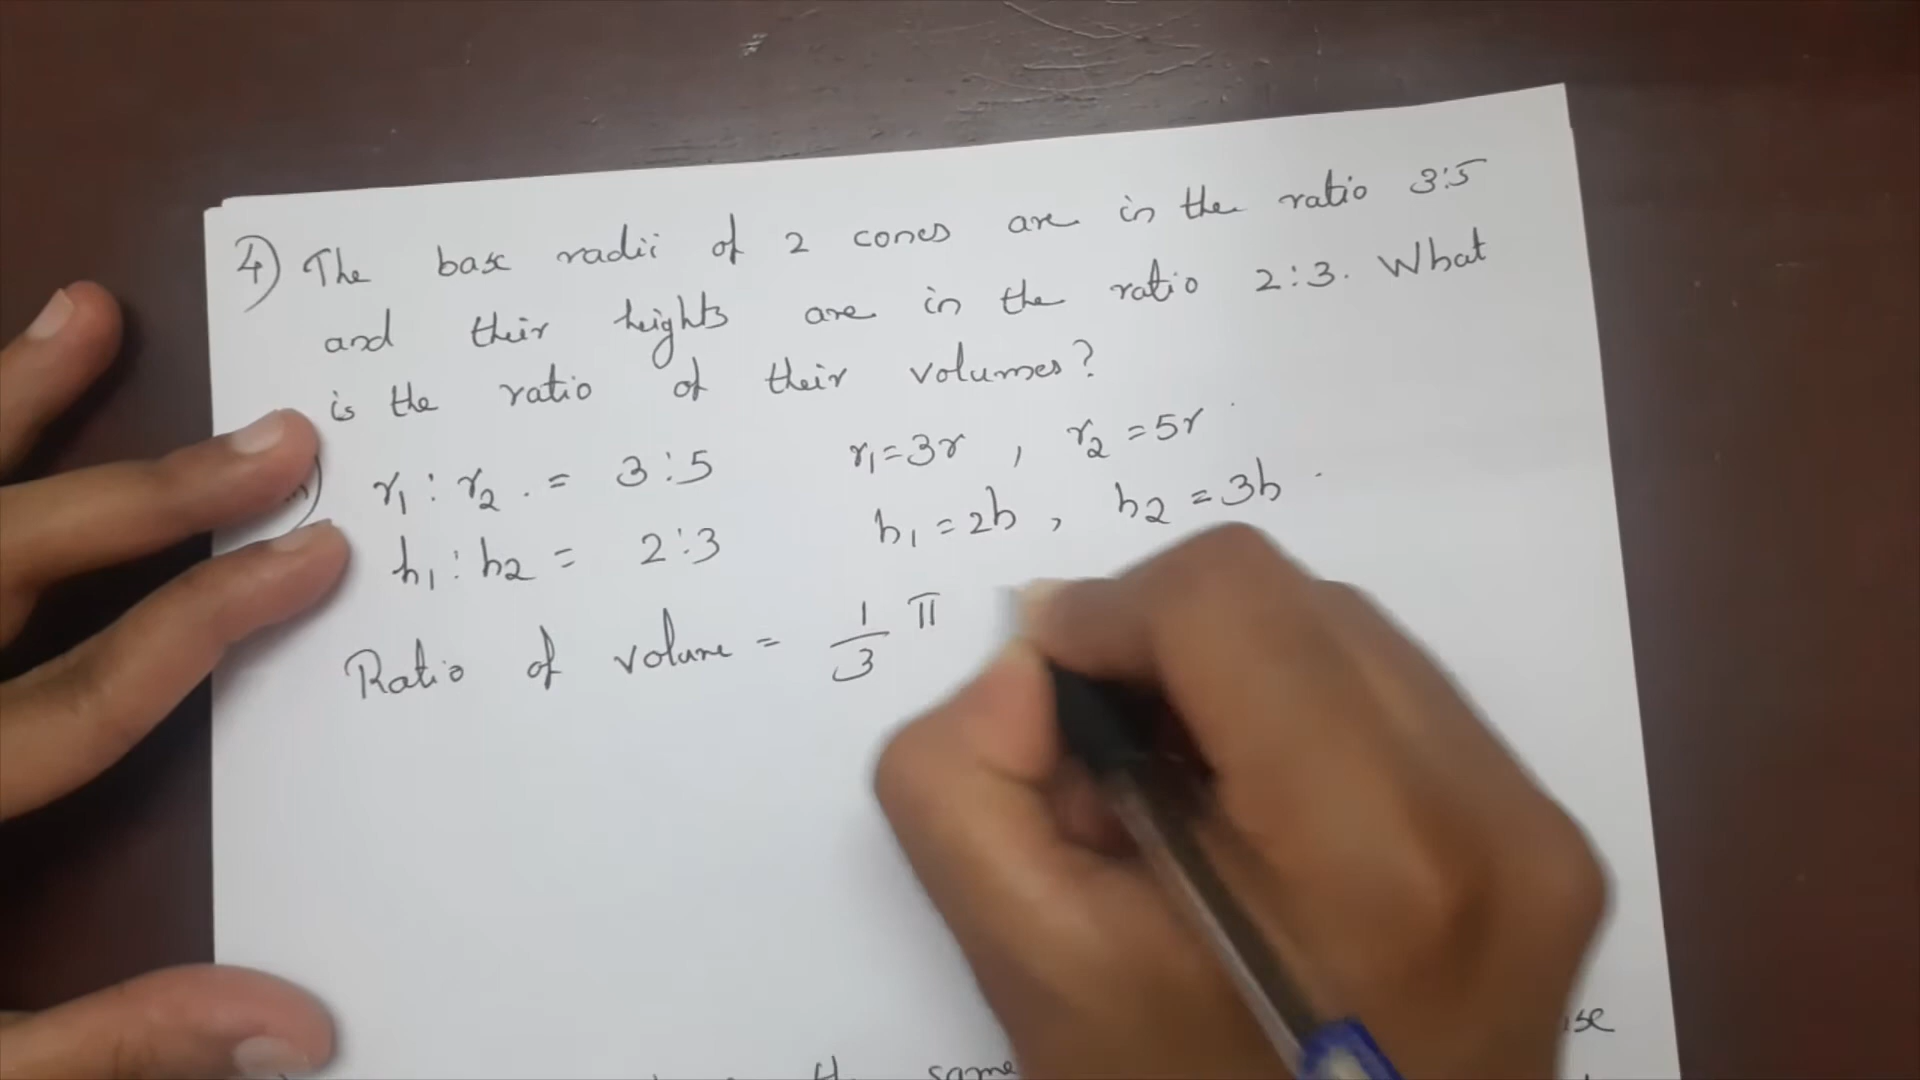 4) The base radii of 2 cones are in the ratio 3:5
and their heights are in the ratio 2:3. What
is the ratio of their volumes?
r₁ : r₂ = 3:5 r₁=3r , r₂ =5r
h₁ : h₂ = 2:3 h₁ =2h , h₂ =3h
Ratio of volume = 1/3 π
same